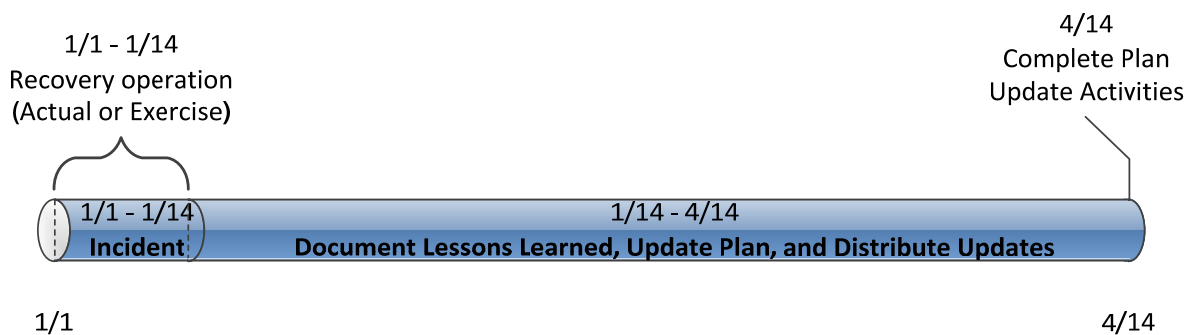 1/1 - 1/14
Recovery operation
(Actual or Exercise)
4/14
Complete Plan
Update Activities
1/1 - 1/14
Incident
1/14 - 4/14
Document Lessons Learned, Update Plan, and Distribute Updates
1/1
4/14